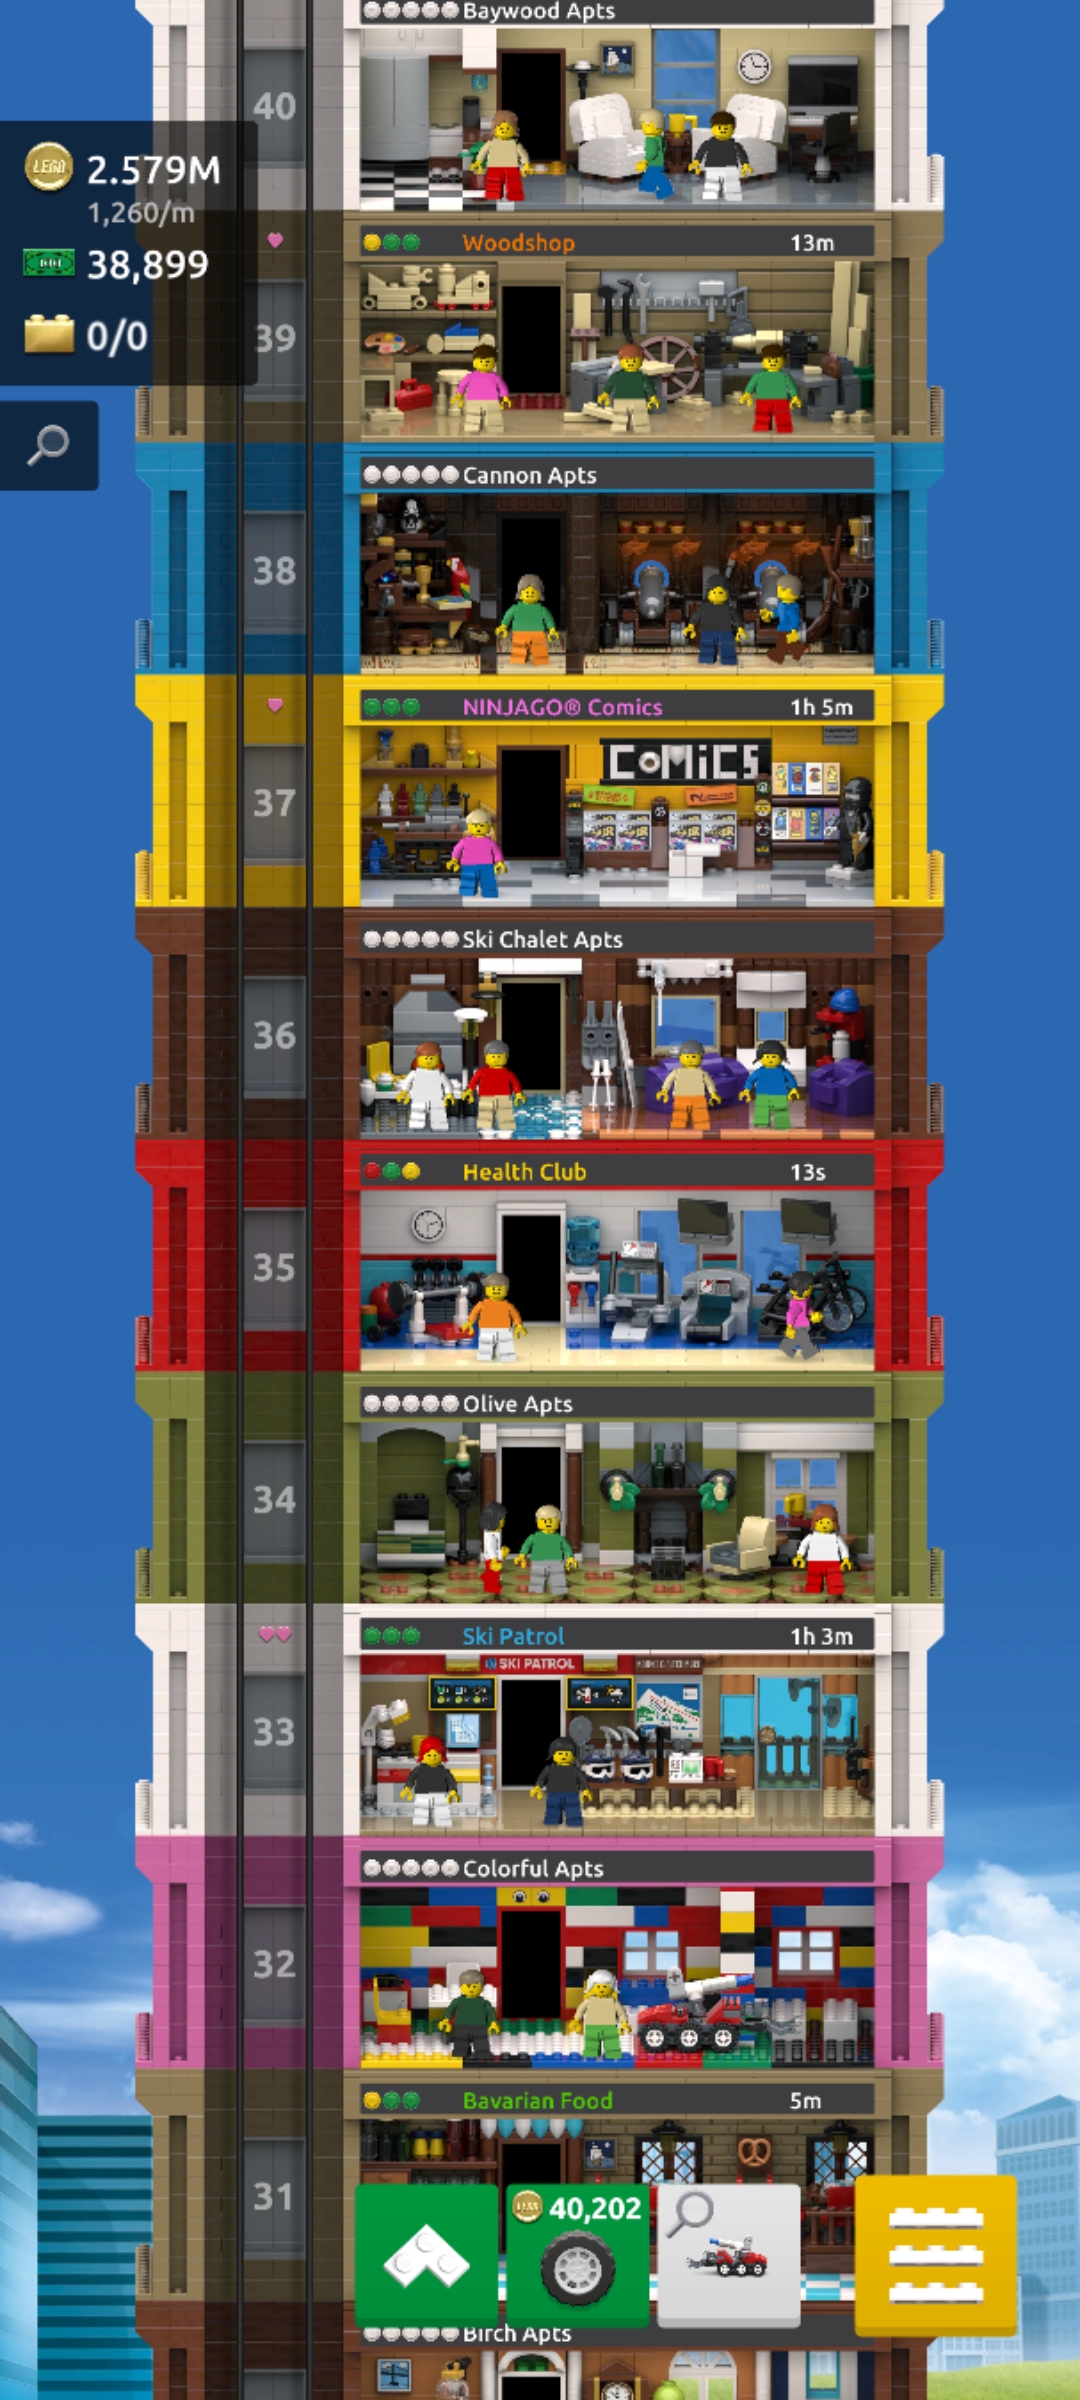 Baywood Apts
40
LEGO 2.579M
1,260/m
38,899
0/0
Woodshop 13m
39
Cannon Apts
38
NINJAGO® Comics 1h 5m
COMiCS
37
Ski Chalet Apts
36
Health Club 13s
35
Olive Apts
34
Ski Patrol 1h 3m
SKI PATROL
33
Colorful Apts
32
Bavarian Food 5m
31
40,202
Birch Apts